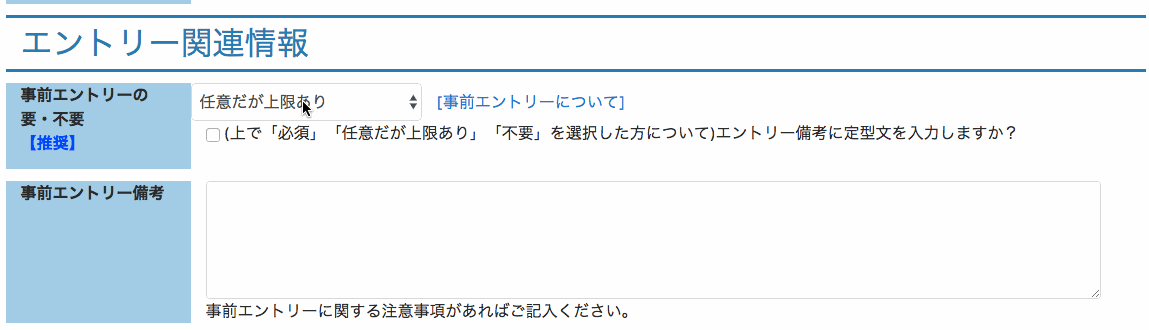 エントリー関連情報
事前エントリーの
要・不要
【推奨】
任意だが上限あり
[事前エントリーについて]
(上で「必須」「任意だが上限あり」「不要」を選択した方について)エントリー備考に定型文を入力しますか？
事前エントリー備考
事前エントリーに関する注意事項があればご記入ください。